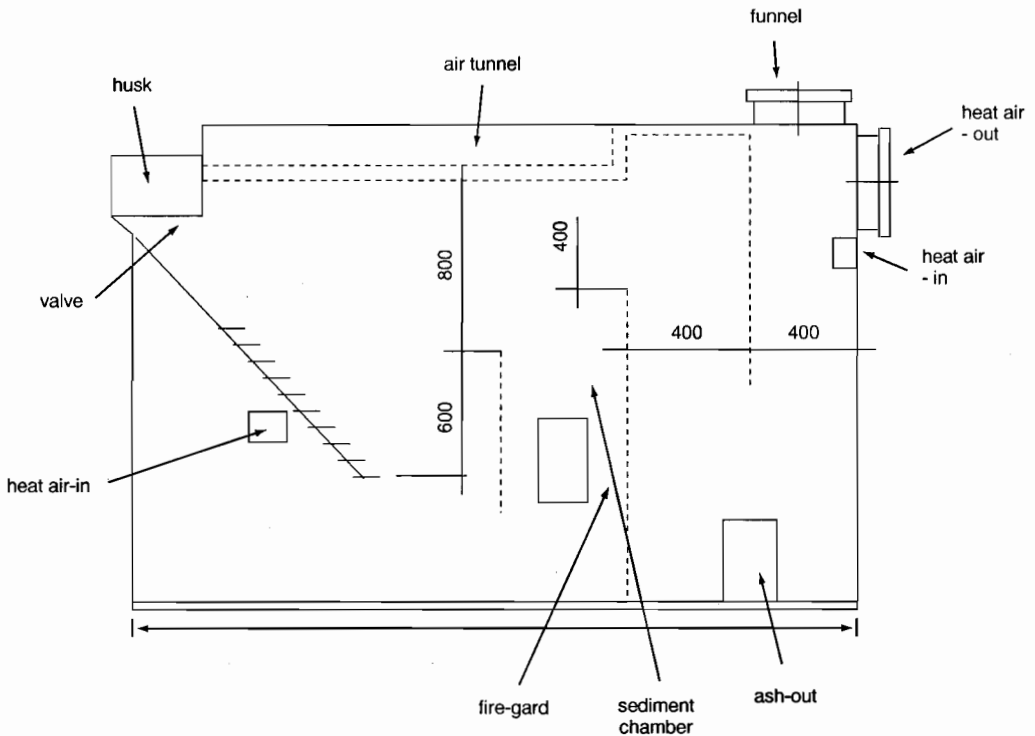 funnel
air tunnel
husk
heat air
- out
400
800
heat air
- in
valve
400
400
600
heat air-in
fire-gard
sediment
chamber
ash-out